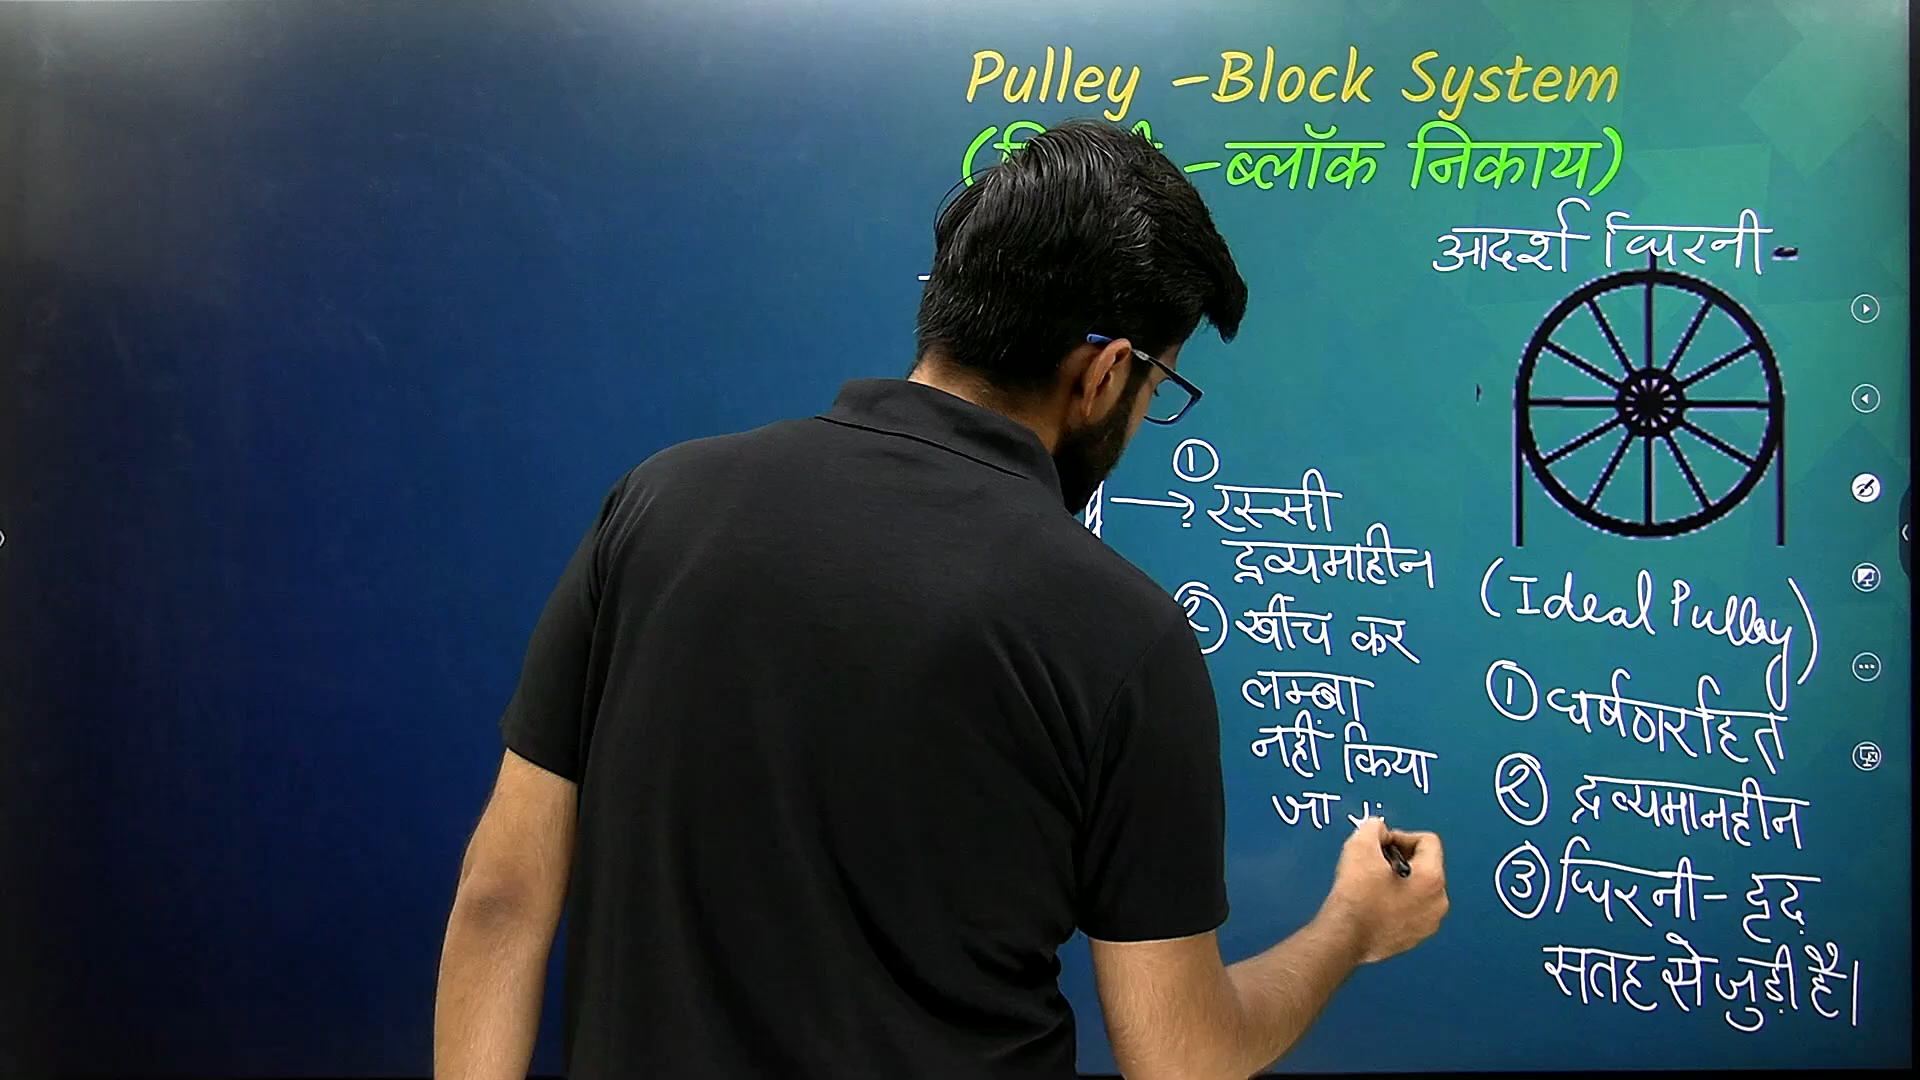 Pulley -Block System
-ब्लॉक निकाय)
आदर्श घिरनी-
①
→ रस्सी
द्रव्यमाहीन
② खींच कर
लम्बा
नहीं किया
जा
(Ideal Pulley)
① घर्षणरहित
② द्रव्यमानहीन
③ घिरनी- दृढ़
सतह से जुड़ी है।